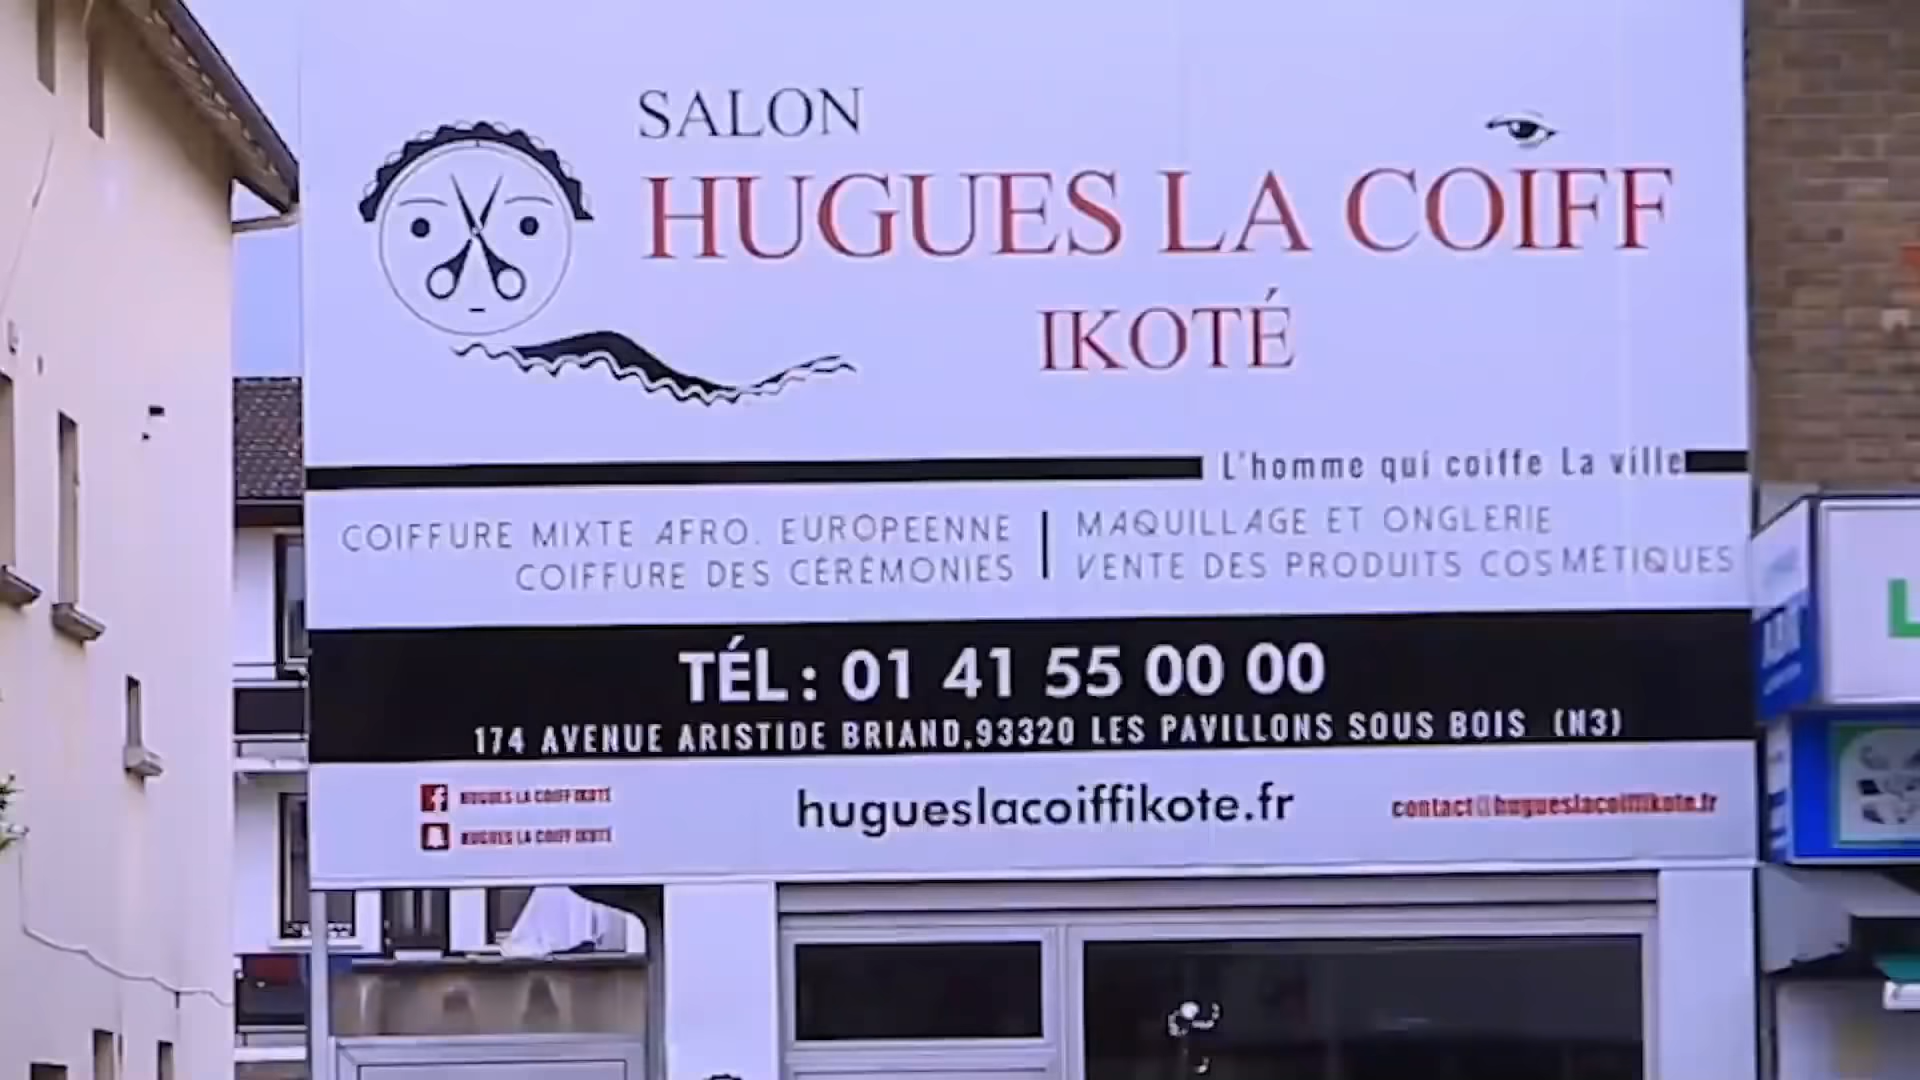 SALON
HUGUES LA COIFF
IKOTÉ
L'homme qui coiffe La ville
COIFFURE MIXTE AFRO. EUROPEENNE
COIFFURE DES CÉRÉMONIES
MAQUILLAGE ET ONGLERIE
VENTE DES PRODUITS COSMÉTIQUES
TÉL : 01 41 55 00 00
174 AVENUE ARISTIDE BRIAND.93320 LES PAVILLONS SOUS BOIS (N3)
HUGUES LA COIFF IKOTÉ
HUGUES LA COIFF IKOTÉ
hugueslacoiffikote.fr
contact@hugueslacoiffikote.fr
L